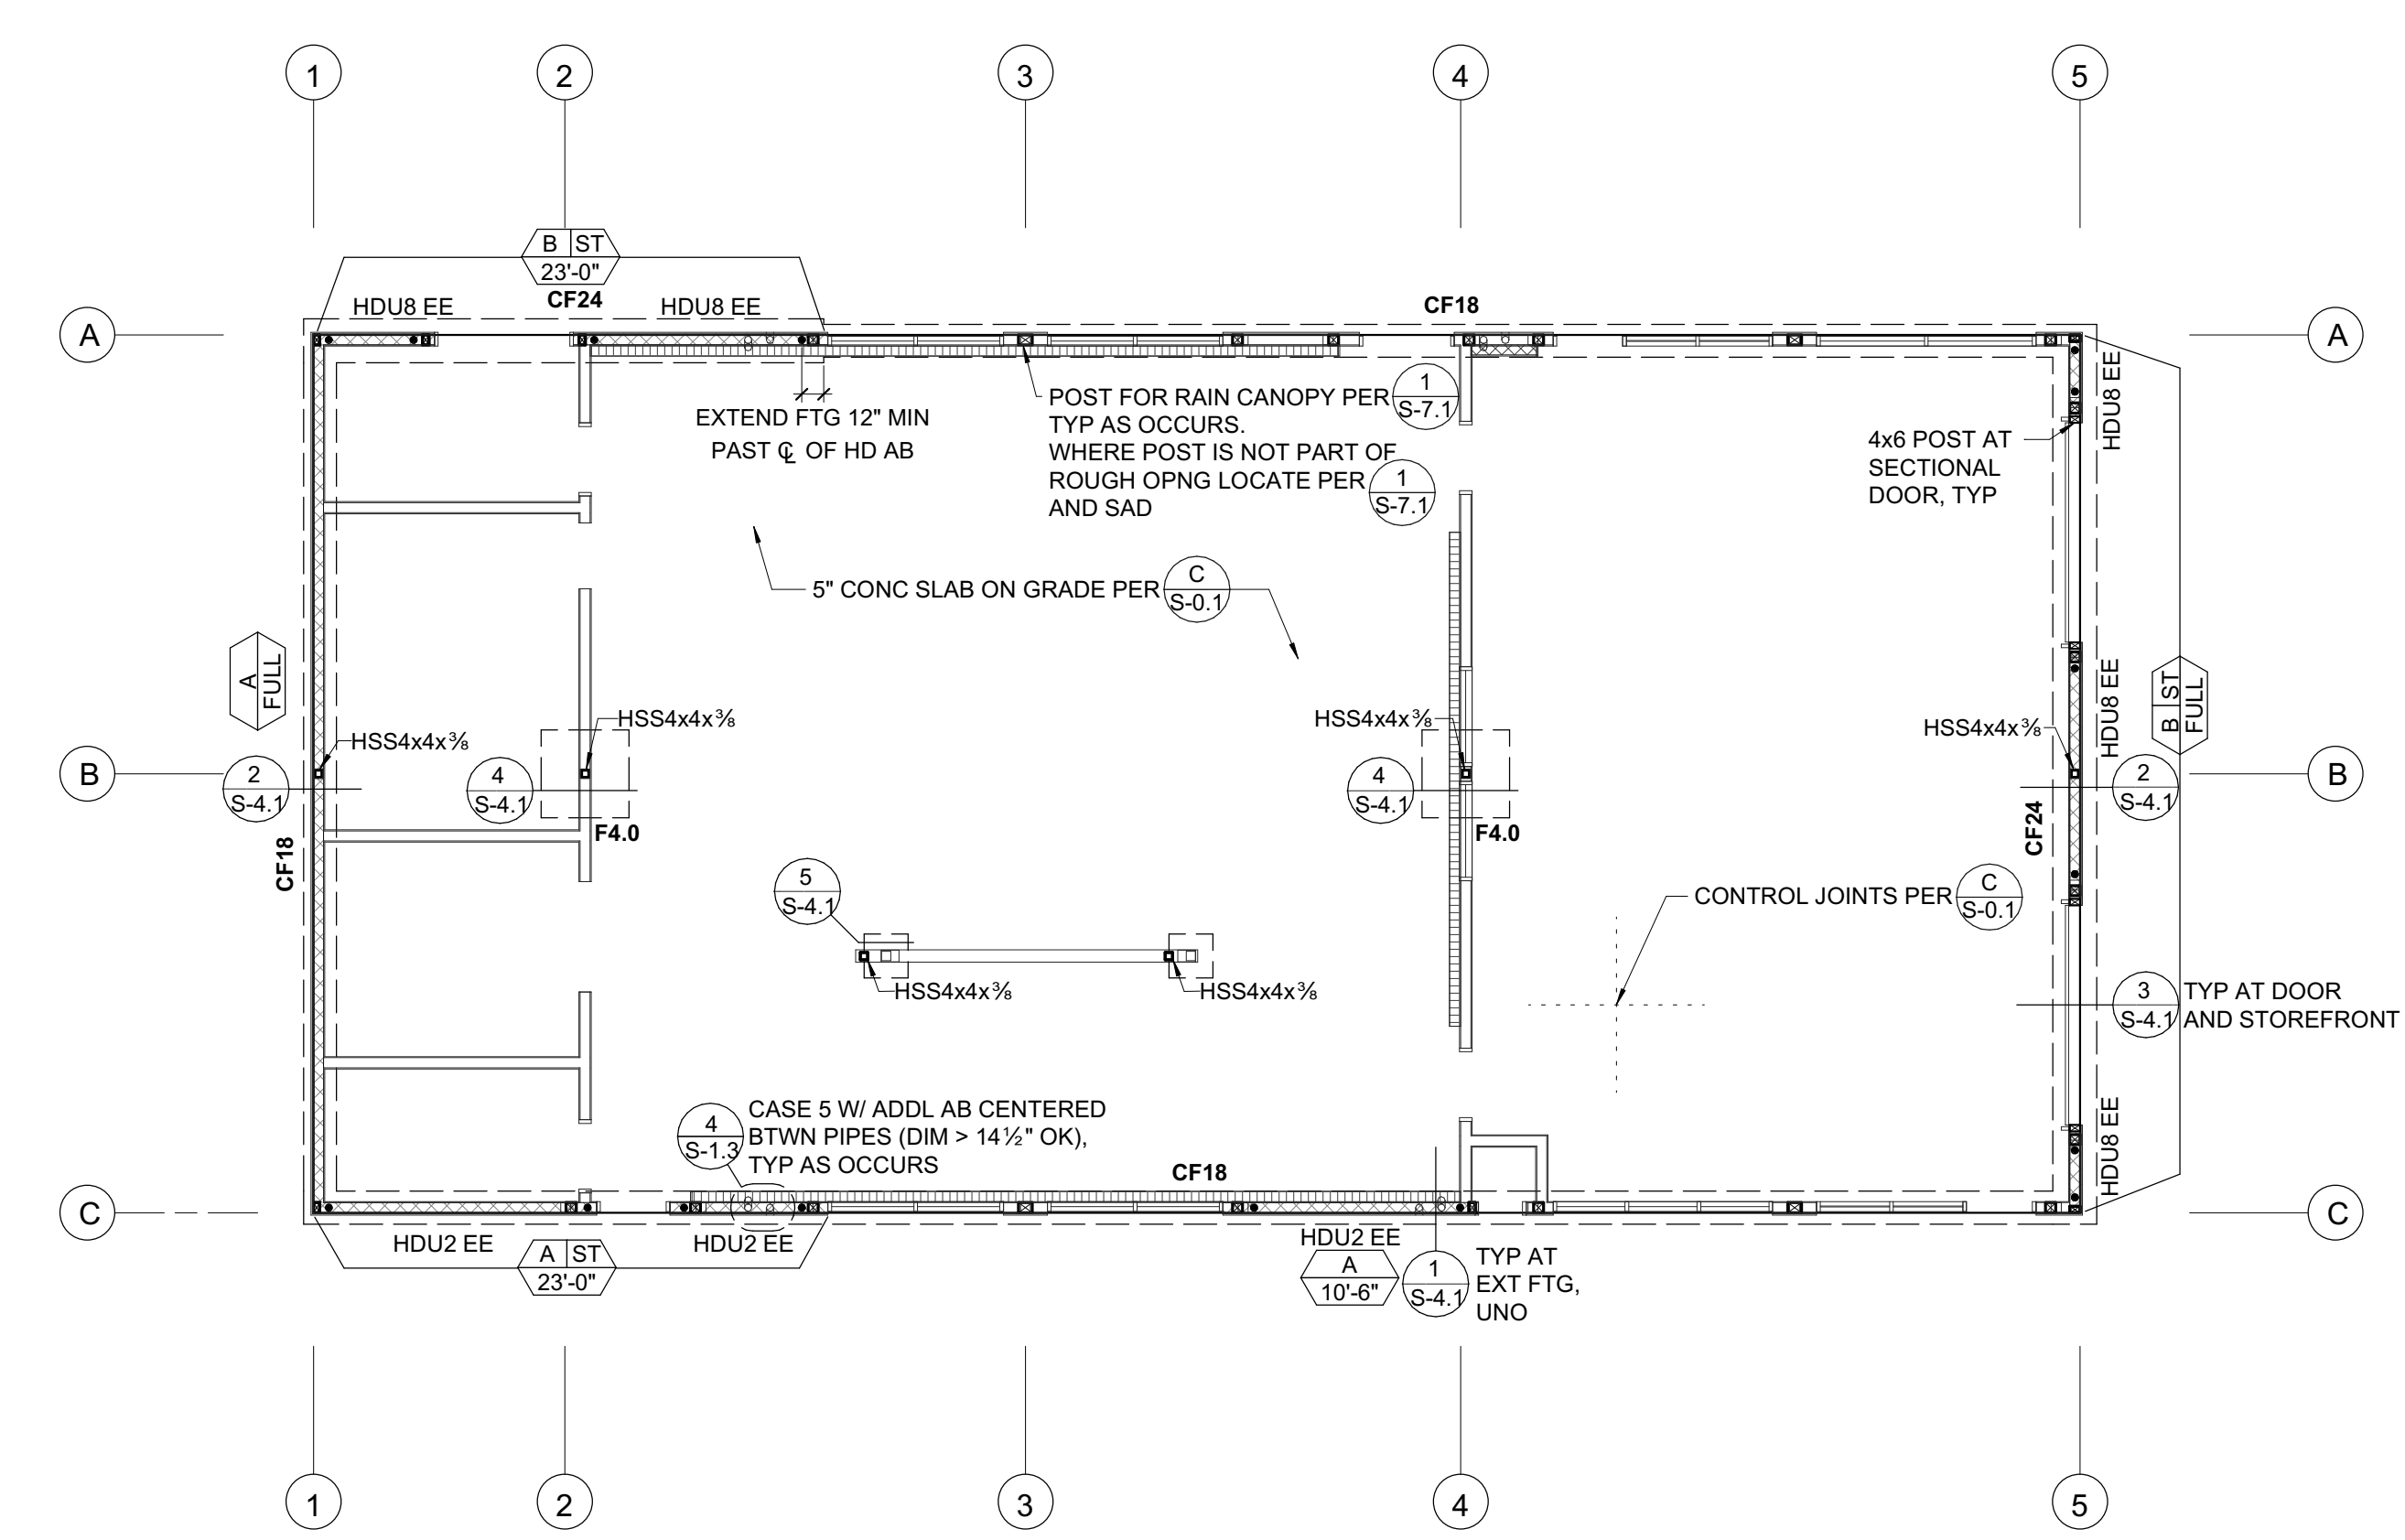 1
2
3
4
5
B ST
23'-0"
CF24
HDU8 EE
HDU8 EE
CF18
A
A
EXTEND FTG 12" MIN
PAST ℄ OF HD AB
POST FOR RAIN CANOPY PER
1
S-7.1
TYP AS OCCURS.
WHERE POST IS NOT PART OF
ROUGH OPNG LOCATE PER
1
S-7.1
AND SAD
4x6 POST AT
SECTIONAL
DOOR, TYP
HDU8 EE
5" CONC SLAB ON GRADE PER
C
S-0.1
A
FULL
HSS4x4x⅜
HSS4x4x⅜
HSS4x4x⅜
HSS4x4x⅜
HDU8 EE
B ST
FULL
B
B
2
S-4.1
4
S-4.1
F4.0
4
S-4.1
F4.0
2
S-4.1
CF18
CF24
5
S-4.1
HSS4x4x⅜
HSS4x4x⅜
CONTROL JOINTS PER
C
S-0.1
3
S-4.1
TYP AT DOOR
AND STOREFRONT
4
S-1.3
CASE 5 W/ ADDL AB CENTERED
BTWN PIPES (DIM > 14½" OK),
TYP AS OCCURS
CF18
HDU8 EE
C
C
HDU2 EE
HDU2 EE
A ST
23'-0"
HDU2 EE
A
10'-6"
1
S-4.1
TYP AT
EXT FTG,
UNO
1
2
3
4
5